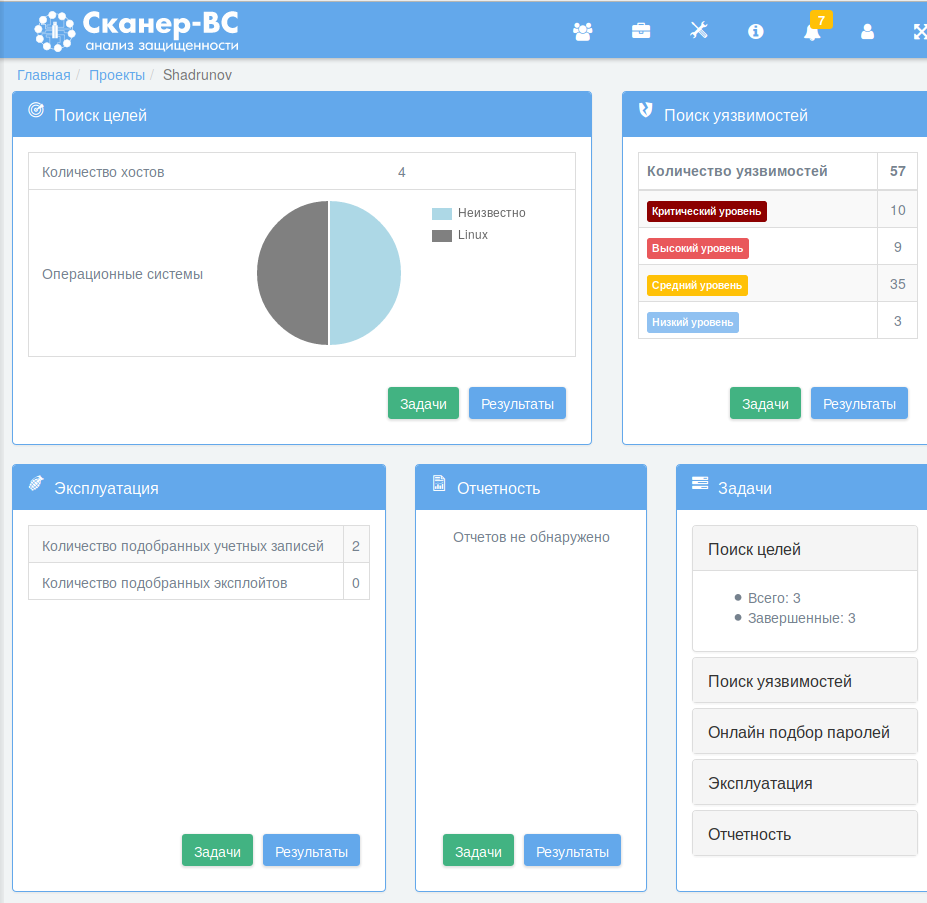 Сканер-ВС
анализ защищенности
7
Главная / Проекты / Shadrunov
Поиск целей
Количество хостов 4
Операционные системы
Неизвестно
Linux
Задачи Результаты
Поиск уязвимостей
Количество уязвимостей 57
Критический уровень 10
Высокий уровень 9
Средний уровень 35
Низкий уровень 3
Задачи Результаты
Эксплуатация
Количество подобранных учетных записей 2
Количество подобранных эксплойтов 0
Задачи Результаты
Отчетность
Отчетов не обнаружено
Задачи Результаты
Задачи
Поиск целей
Всего: 3
Завершенные: 3
Поиск уязвимостей
Онлайн подбор паролей
Эксплуатация
Отчетность